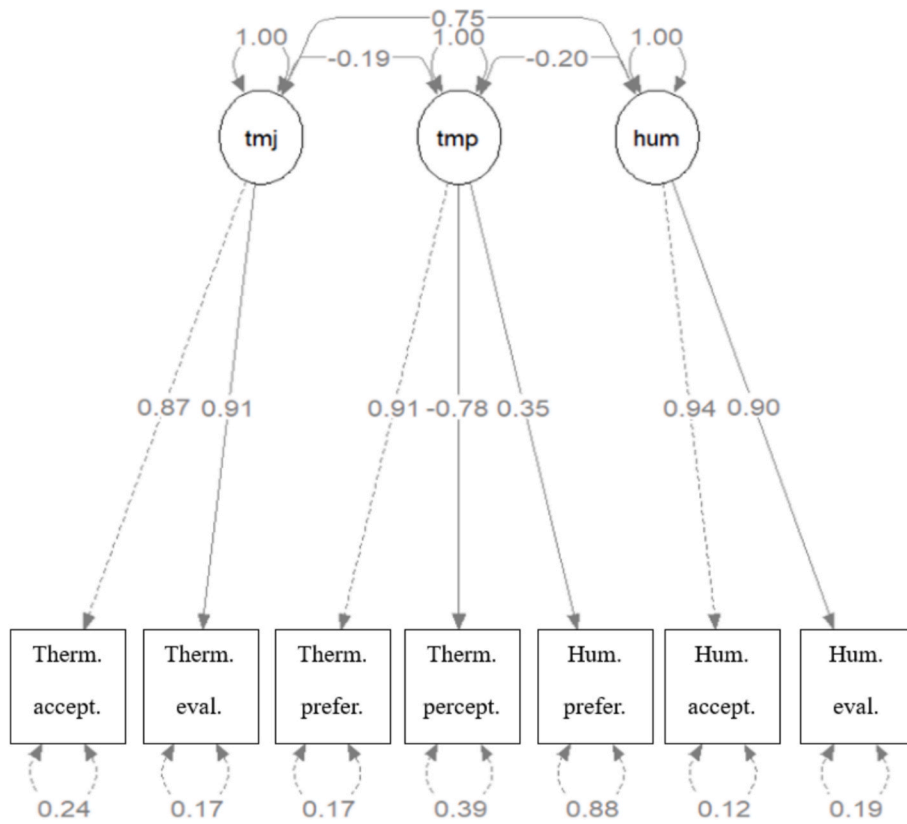 0.75
1.00 1.00 1.00
-0.19 -0.20
tmj tmp hum
0.87 0.91 0.91 -0.78 0.35 0.94 0.90
Therm. Therm. Therm. Therm. Hum. Hum. Hum.
accept. eval. prefer. percept. prefer. accept. eval.
0.24 0.17 0.17 0.39 0.88 0.12 0.19